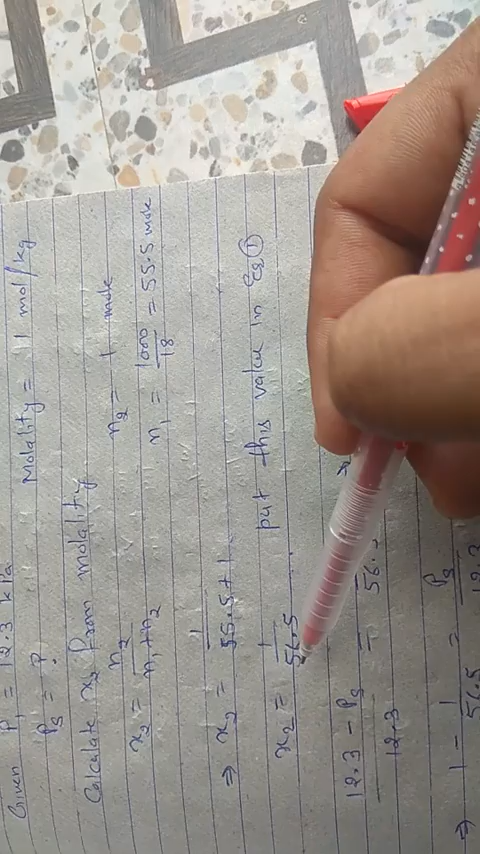 Given P₁ = 12.3 kPa
Pₛ = ? Molality = 1 mol/kg
Calculate x₂ from molality
x₂ = n₂ / (n₁ + n₂) n₂ = 1 mole
n₁ = 1000/18 = 55.5 mole
⇒ x₂ = 1 / (55.5 + 1)
x₂ = 1/56.5 put this value in Eq ①
(12.3 - Pₛ) / 12.3 = / 56. ⇒
⇒ 1 - 1/56.5 = Pₛ / 12.3